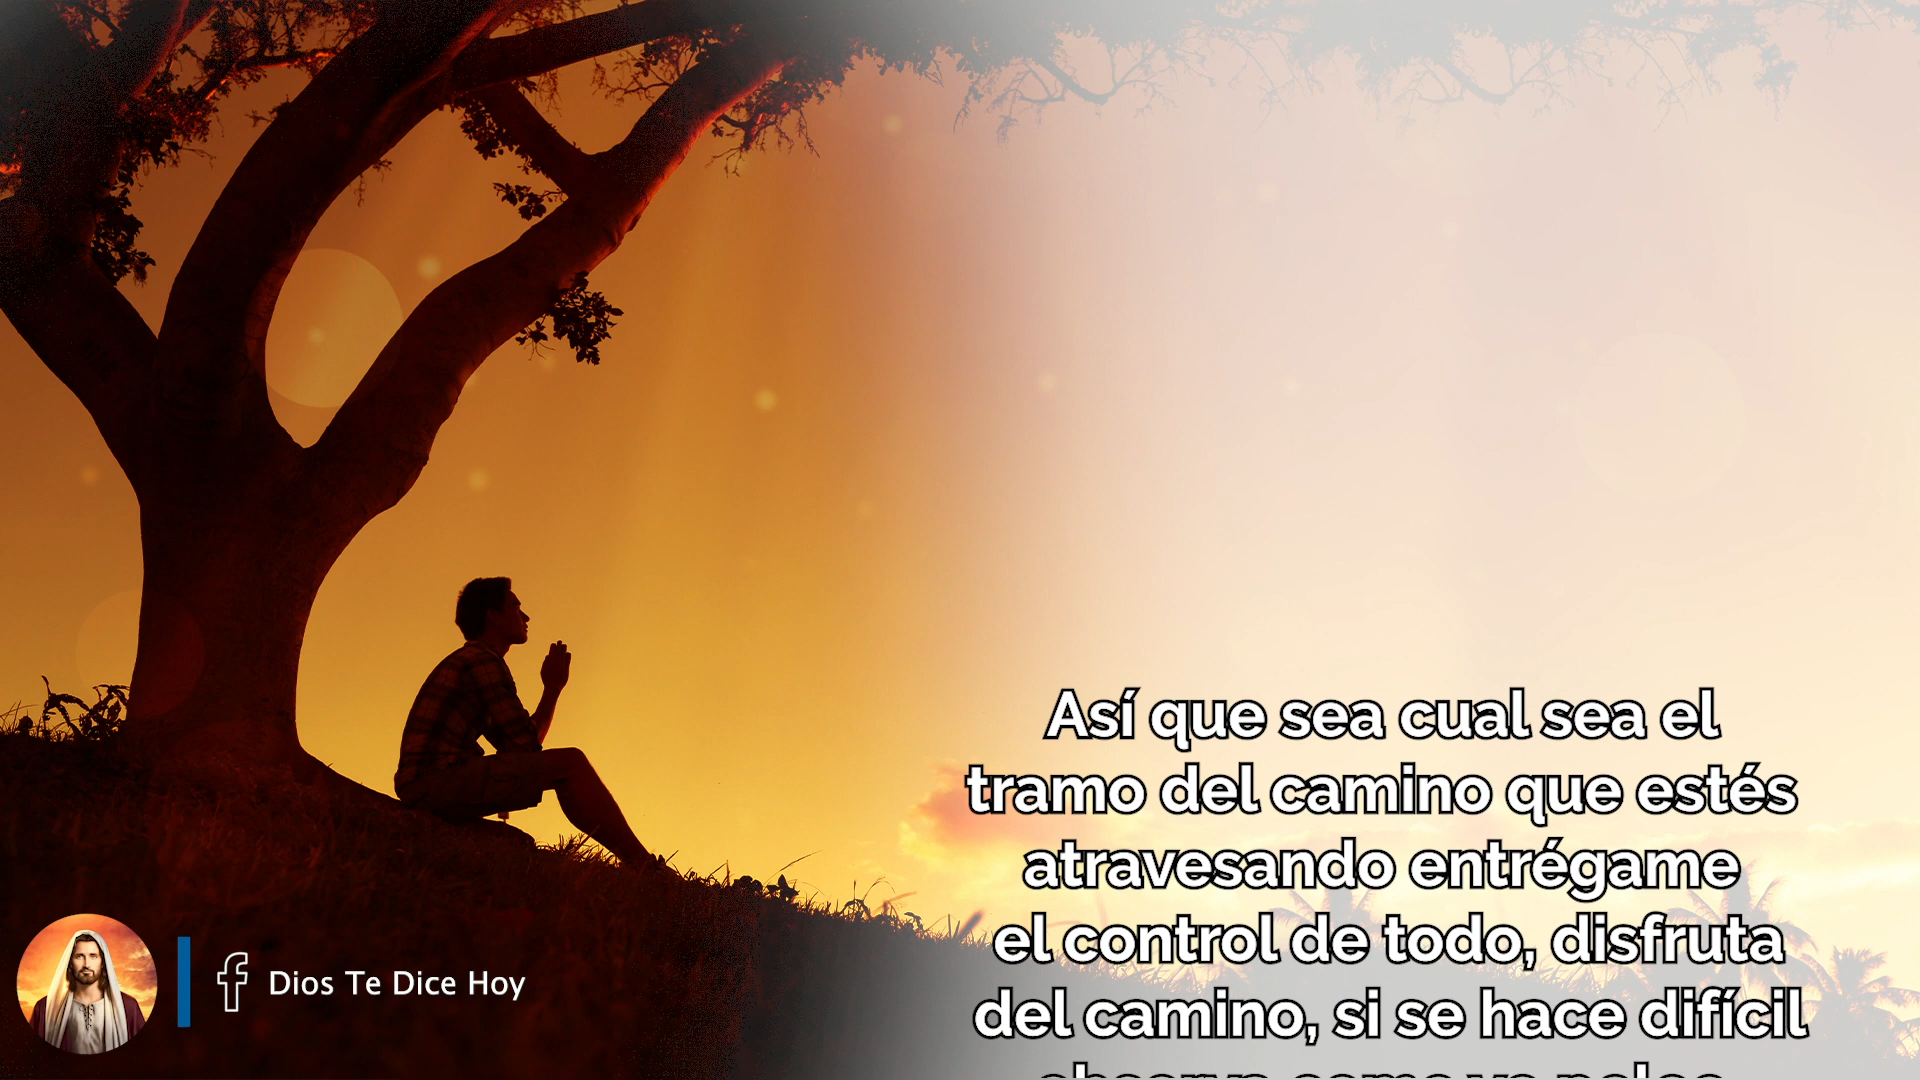 Así que sea cual sea el
tramo del camino que estés
atravesando entrégame
el control de todo, disfruta
del camino, si se hace difícil
Dios Te Dice Hoy